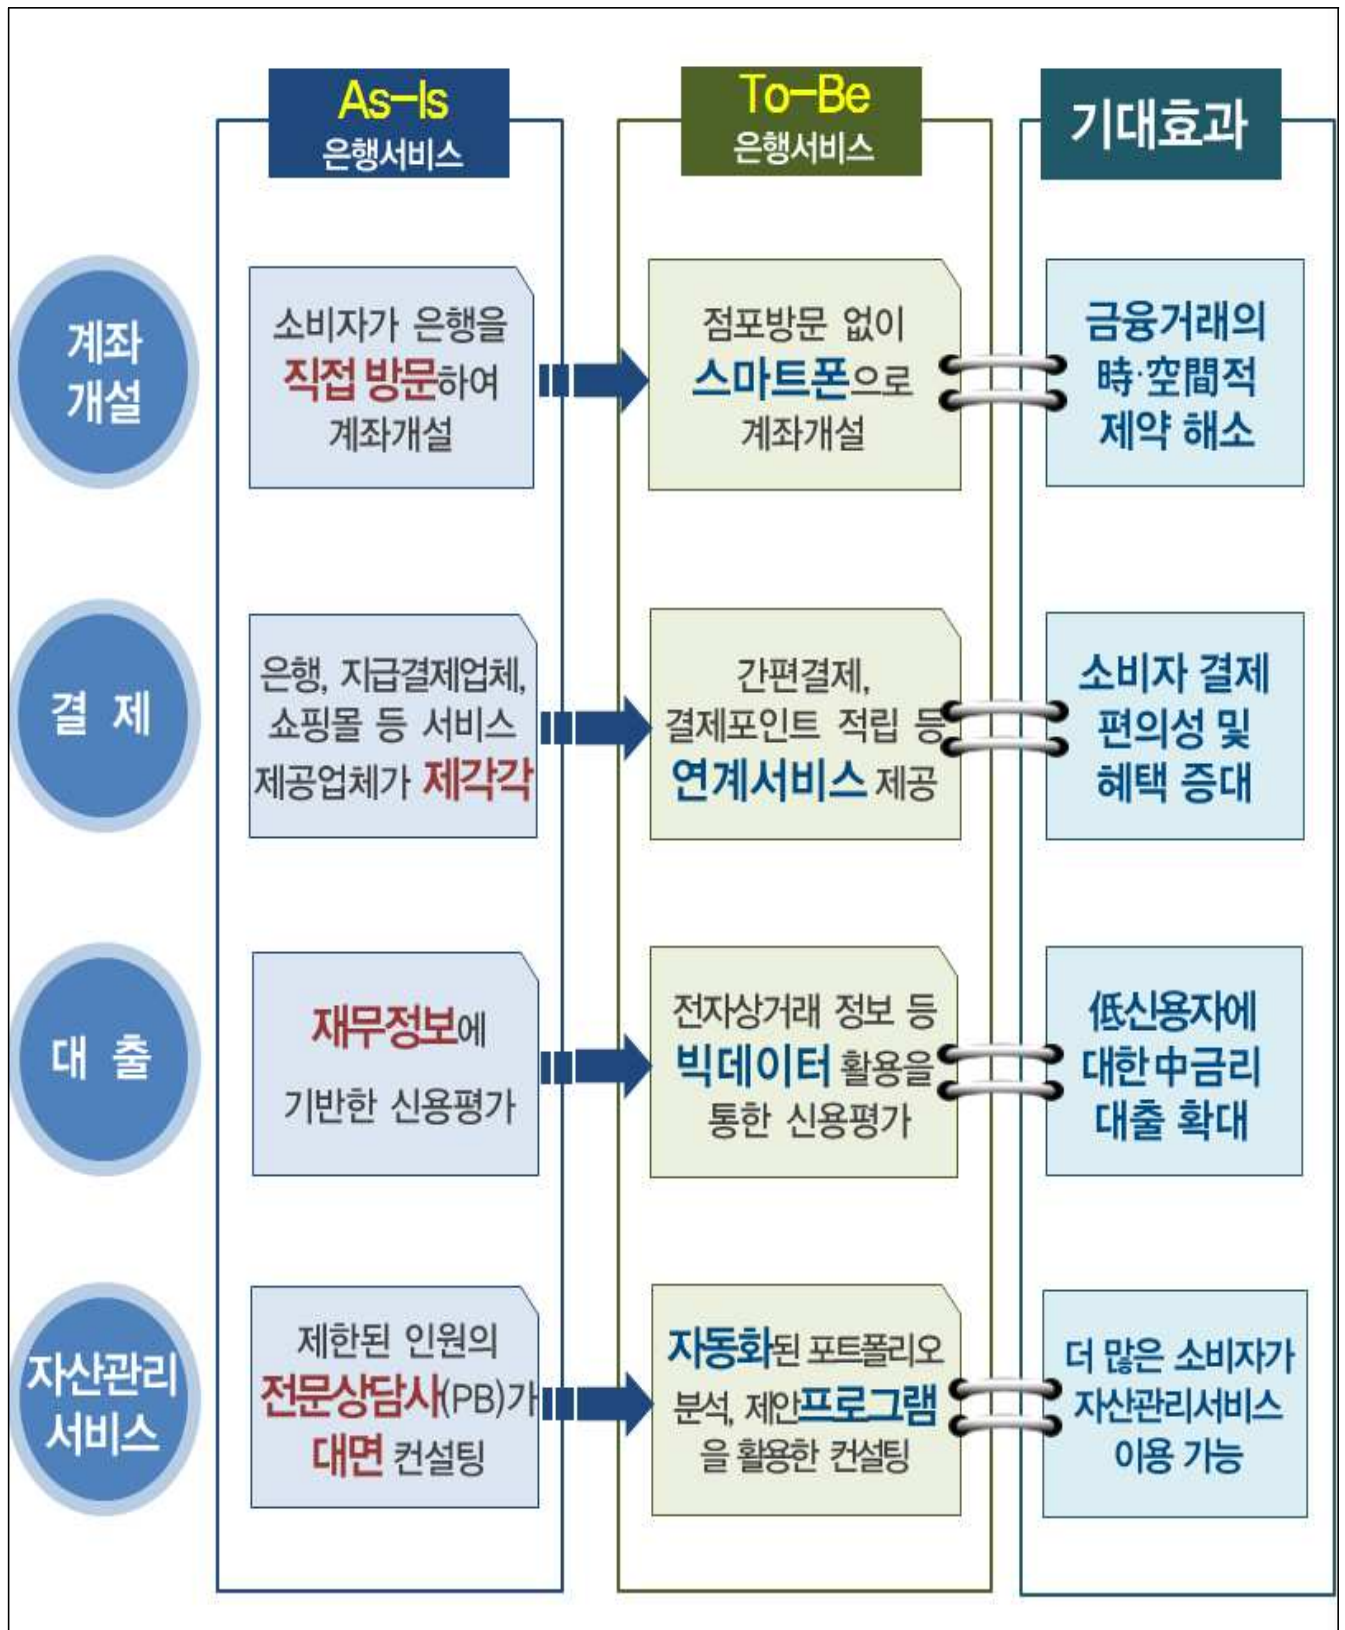 As-Is
은행서비스
To-Be
은행서비스
기대효과
계좌
개설
소비자가 은행을
직접 방문하여
계좌개설
점포방문 없이
스마트폰으로
계좌개설
금융거래의
時·空間적
제약 해소
결 제
은행, 지급결제업체,
쇼핑몰 등 서비스
제공업체가 제각각
간편결제,
결제포인트 적립 등
연계서비스 제공
소비자 결제
편의성 및
혜택 증대
대 출
재무정보에
기반한 신용평가
전자상거래 정보 등
빅데이터 활용을
통한 신용평가
低신용자에
대한 中금리
대출 확대
자산관리
서비스
제한된 인원의
전문상담사(PB)가
대면 컨설팅
자동화된 포트폴리오
분석, 제안프로그램
을 활용한 컨설팅
더 많은 소비자가
자산관리서비스
이용 가능